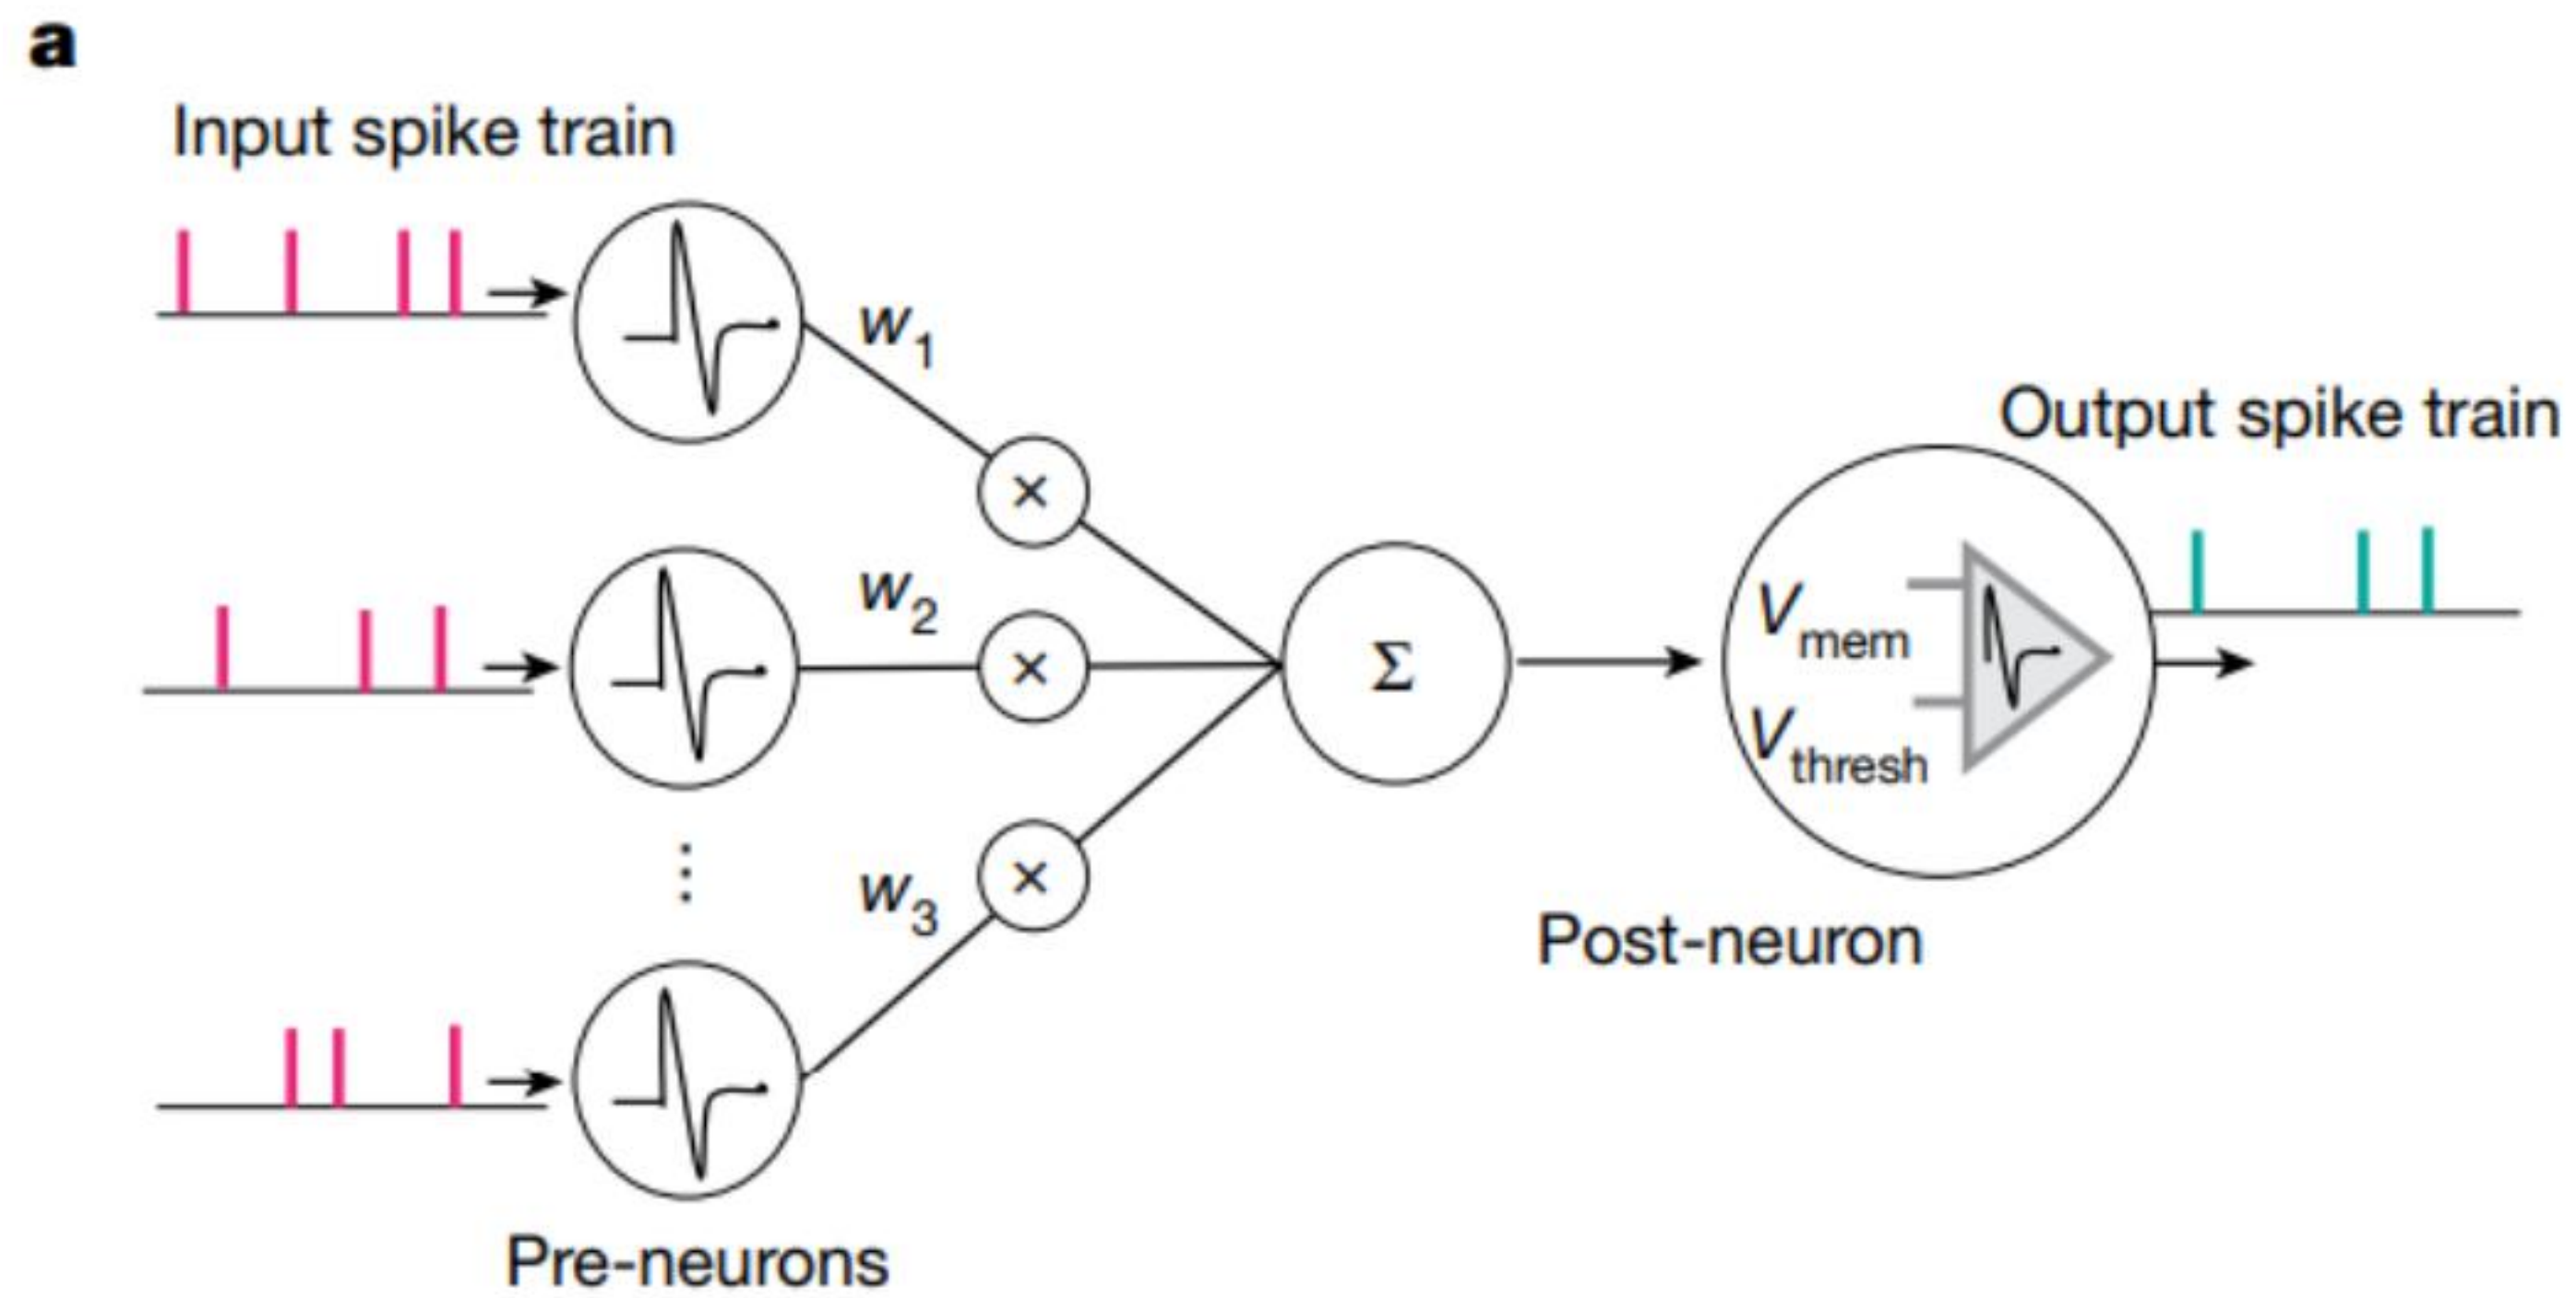 a
Input spike train
w1
×
Output spike train
w2
×
Σ
Vmem
Vthresh
⋮
w3
×
Post-neuron
Pre-neurons